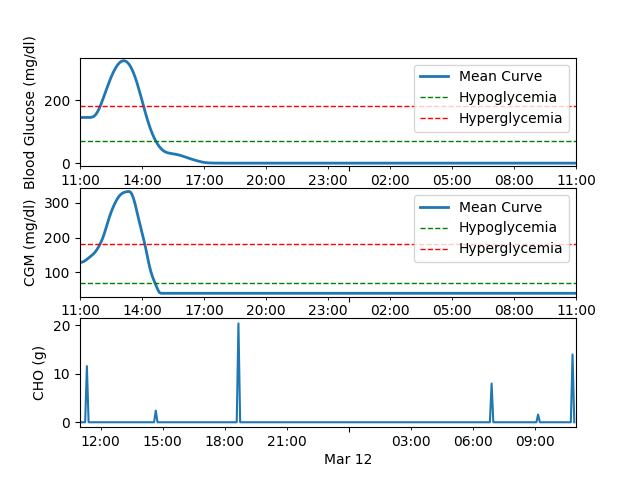 Blood Glucose (mg/dl)
200
0
Mean Curve
Hypoglycemia
Hyperglycemia
11:00 14:00 17:00 20:00 23:00 02:00 05:00 08:00 11:00
CGM (mg/dl)
300
200
100
Mean Curve
Hypoglycemia
Hyperglycemia
11:00 14:00 17:00 20:00 23:00 02:00 05:00 08:00 11:00
CHO (g)
20
10
0
12:00 15:00 18:00 21:00 03:00 06:00 09:00
Mar 12